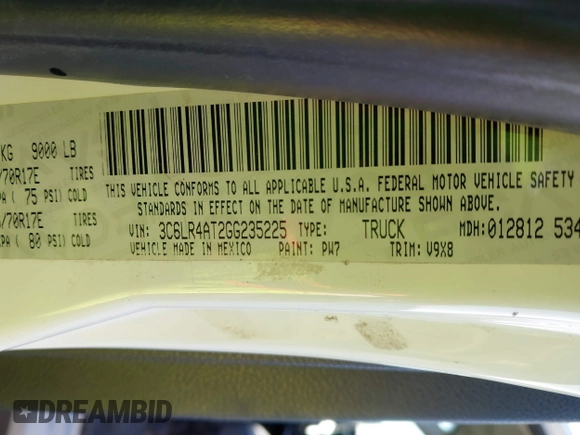 KG 9000 LB
/70R17E TIRES
PA ( 75 PSI) COLD
/70R17E TIRES
PA ( 80 PSI) COLD
THIS VEHICLE CONFORMS TO ALL APPLICABLE U.S.A. FEDERAL MOTOR VEHICLE SAFETY
STANDARDS IN EFFECT ON THE DATE OF MANUFACTURE SHOWN ABOVE.
VIN: 3C6LR4AT2GG235225 TYPE: TRUCK MDH: 012812 534
VEHICLE MADE IN MEXICO PAINT: PW7 TRIM: V9X8
DREAMBID